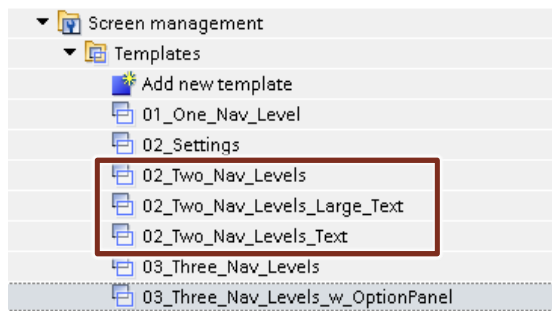 Screen management
Templates
Add new template
01_One_Nav_Level
02_Settings
02_Two_Nav_Levels
02_Two_Nav_Levels_Large_Text
02_Two_Nav_Levels_Text
03_Three_Nav_Levels
03_Three_Nav_Levels_w_OptionPanel